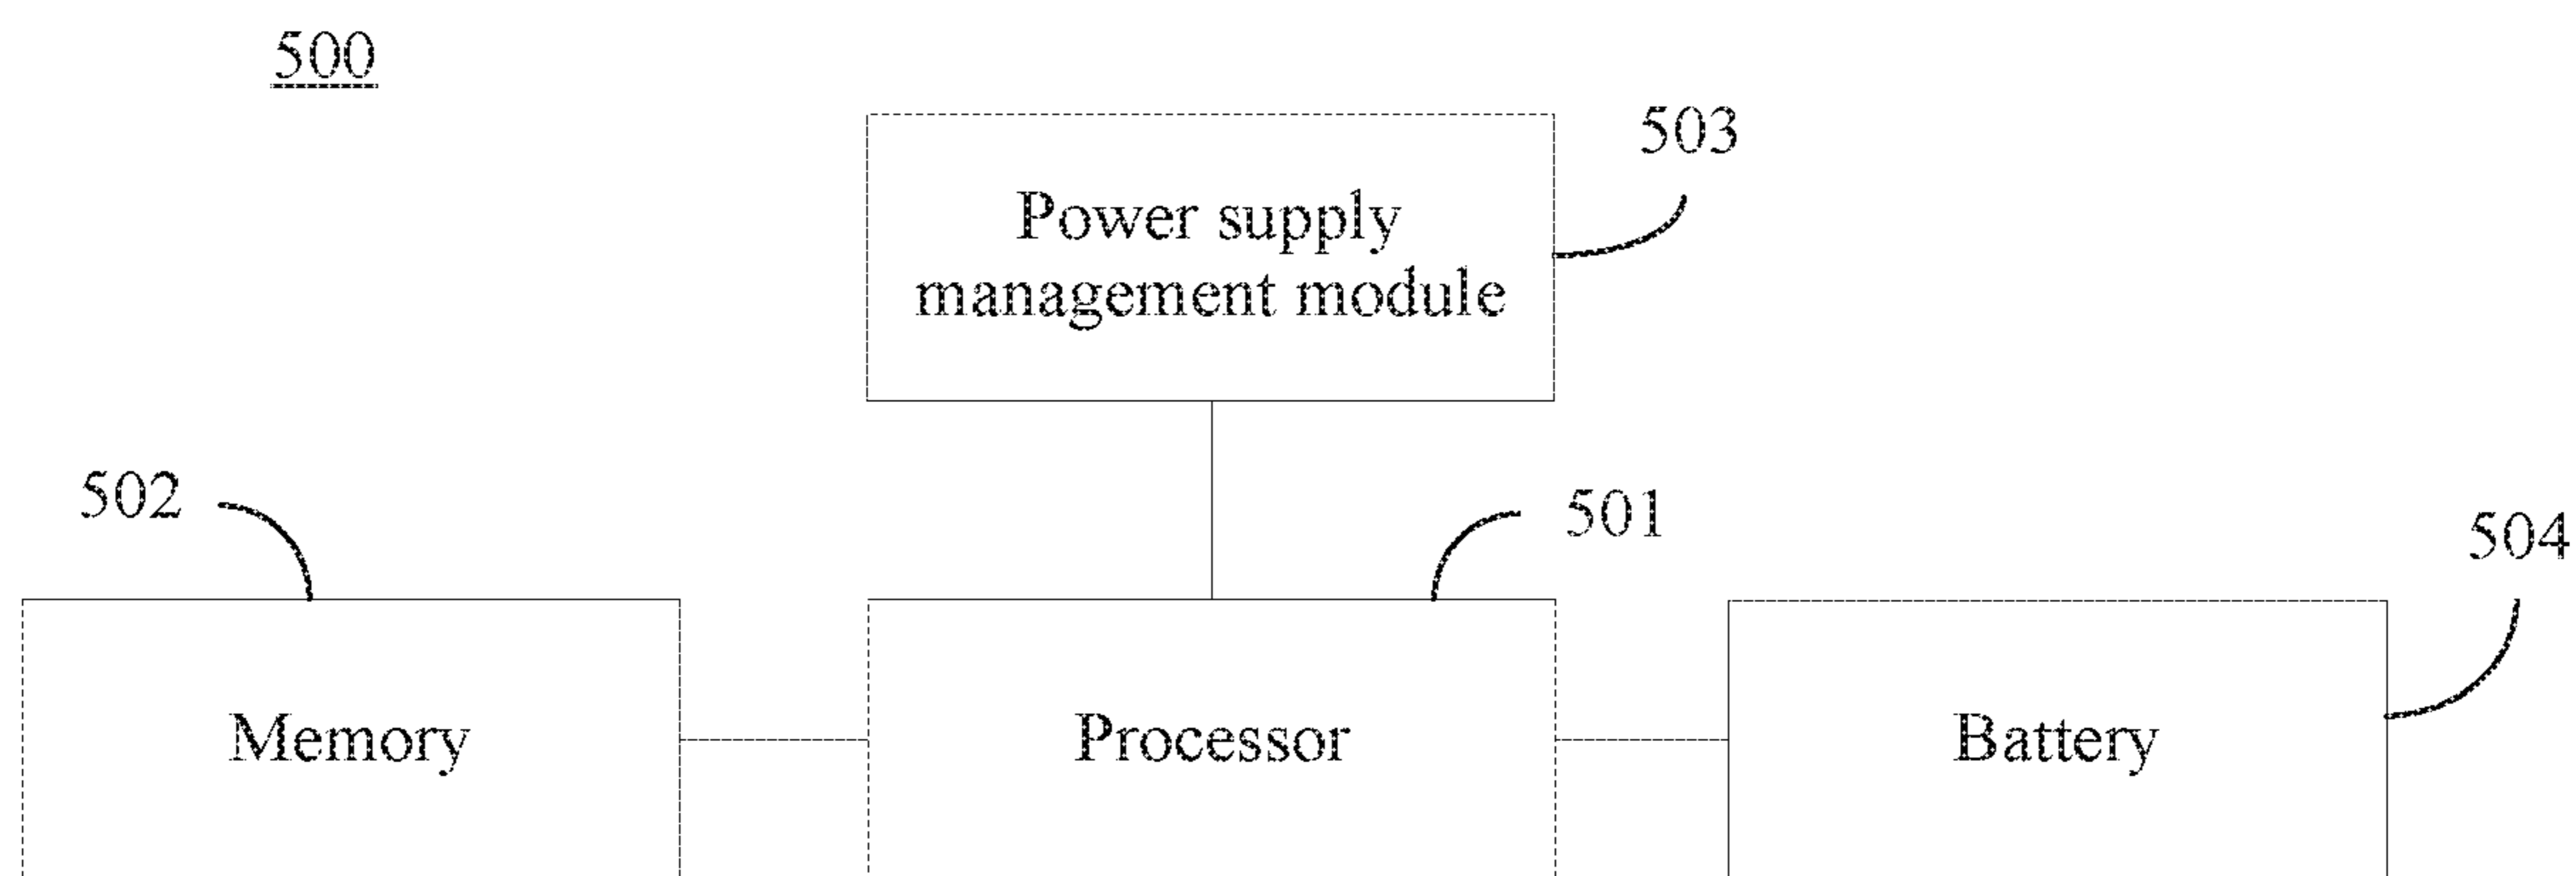 500
503
Power supply
management module
502
501
504
Memory
Processor
Battery